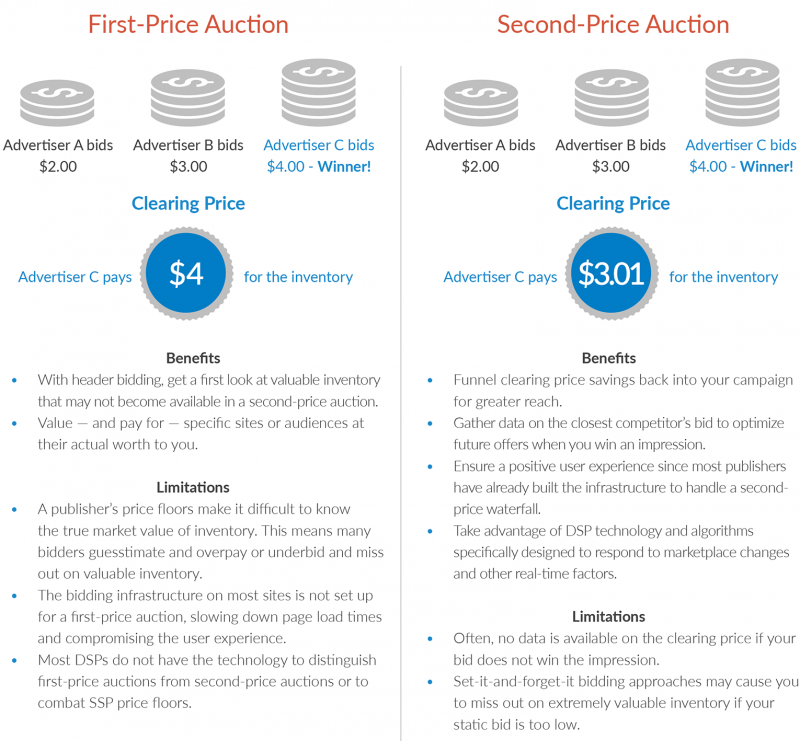 First-Price Auction
$
$
$
Advertiser A bids
$2.00
Advertiser B bids
$3.00
Advertiser C bids
$4.00 - Winner!
Clearing Price
Advertiser C pays
$4
for the inventory
Benefits
• With header bidding, get a first look at valuable inventory
that may not become available in a second-price auction.
• Value — and pay for — specific sites or audiences at
their actual worth to you.
Limitations
• A publisher's price floors make it difficult to know
the true market value of inventory. This means many
bidders guesstimate and overpay or underbid and miss
out on valuable inventory.
• The bidding infrastructure on most sites is not set up
for a first-price auction, slowing down page load times
and compromising the user experience.
• Most DSPs do not have the technology to distinguish
first-price auctions from second-price auctions or to
combat SSP price floors.
Second-Price Auction
$
$
$
Advertiser A bids
$2.00
Advertiser B bids
$3.00
Advertiser C bids
$4.00 - Winner!
Clearing Price
Advertiser C pays
$3.01
for the inventory
Benefits
• Funnel clearing price savings back into your campaign
for greater reach.
• Gather data on the closest competitor's bid to optimize
future offers when you win an impression.
• Ensure a positive user experience since most publishers
have already built the infrastructure to handle a second-
price waterfall.
• Take advantage of DSP technology and algorithms
specifically designed to respond to marketplace changes
and other real-time factors.
Limitations
• Often, no data is available on the clearing price if your
bid does not win the impression.
• Set-it-and-forget-it bidding approaches may cause you
to miss out on extremely valuable inventory if your
static bid is too low.